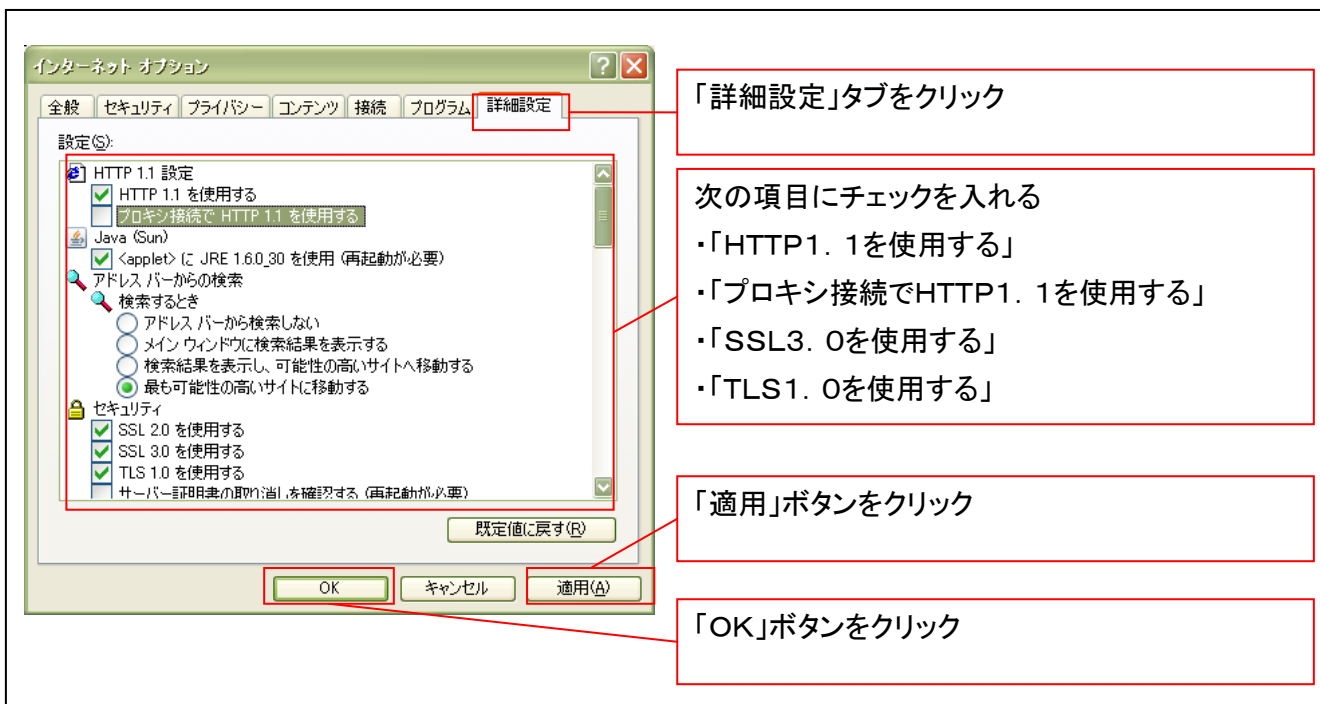 インターネット オプション
全般 セキュリティ プライバシー コンテンツ 接続 プログラム 詳細設定
設定(S):
HTTP 1.1 設定
HTTP 1.1 を使用する
プロキシ接続で HTTP 1.1 を使用する
Java (Sun)
<applet> に JRE 1.6.0_30 を使用 (再起動が必要)
アドレス バーからの検索
検索するとき
アドレス バーから検索しない
メイン ウィンドウに検索結果を表示する
検索結果を表示し、可能性の高いサイトへ移動する
最も可能性の高いサイトに移動する
セキュリティ
SSL 2.0 を使用する
SSL 3.0 を使用する
TLS 1.0 を使用する
サーバー証明書の取り消しを確認する (再起動が必要)
既定値に戻す(R)
OK キャンセル 適用(A)
「詳細設定」タブをクリック
次の項目にチェックを入れる
・「HTTP1．1を使用する」
・「プロキシ接続でHTTP1．1を使用する」
・「SSL3．0を使用する」
・「TLS1．0を使用する」
「適用」ボタンをクリック
「OK」ボタンをクリック